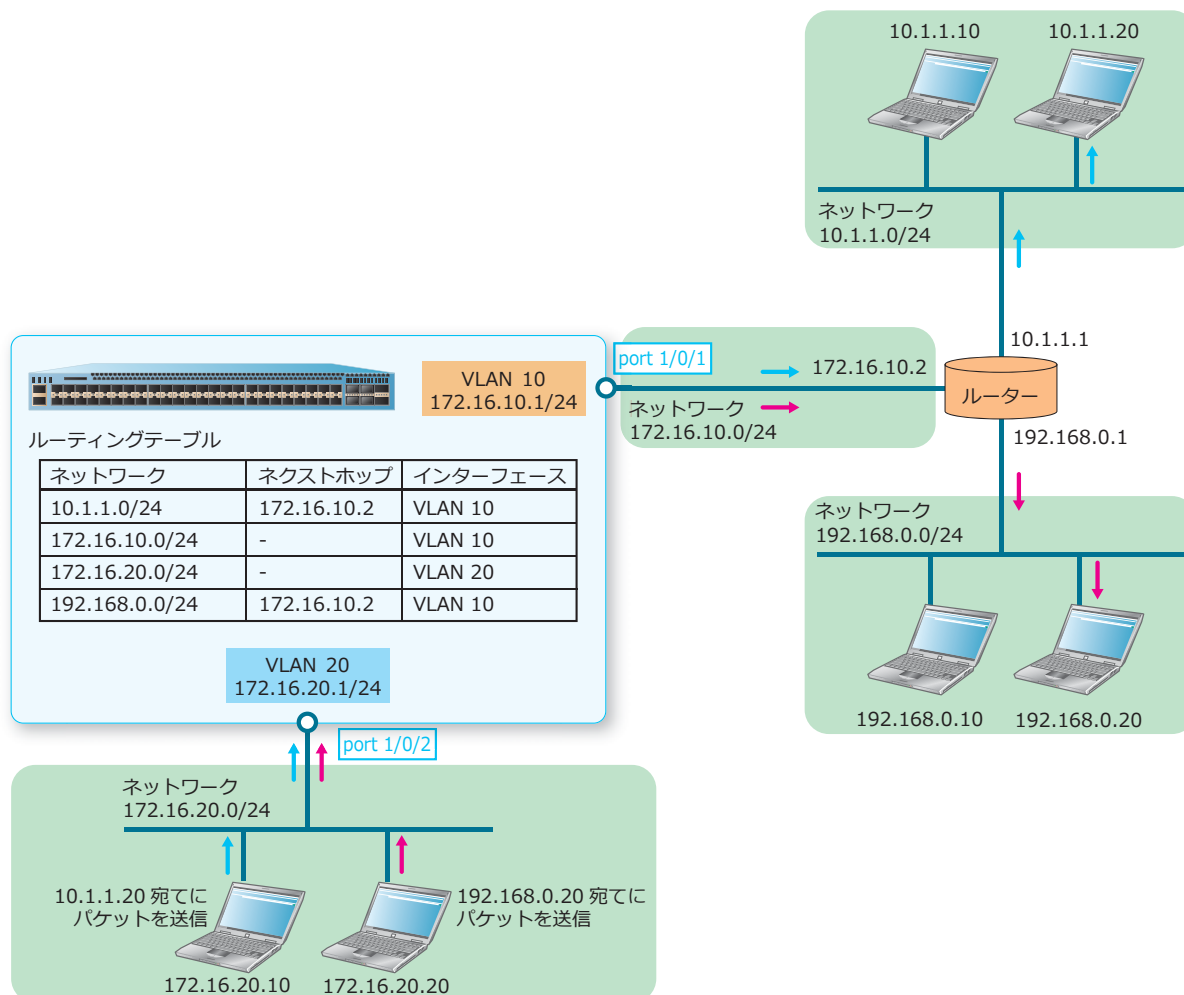 10.1.1.10
10.1.1.20
ネットワーク
10.1.1.0/24
10.1.1.1
port 1/0/1
172.16.10.2
ルーター
ネットワーク
172.16.10.0/24
192.168.0.1
VLAN 10
172.16.10.1/24
ルーティングテーブル
ネットワーク ネクストホップ インターフェース
10.1.1.0/24 172.16.10.2 VLAN 10
172.16.10.0/24 - VLAN 10
172.16.20.0/24 - VLAN 20
192.168.0.0/24 172.16.10.2 VLAN 10
ネットワーク
192.168.0.0/24
192.168.0.10
192.168.0.20
VLAN 20
172.16.20.1/24
port 1/0/2
ネットワーク
172.16.20.0/24
10.1.1.20 宛てに
パケットを送信
192.168.0.20 宛てに
パケットを送信
172.16.20.10
172.16.20.20